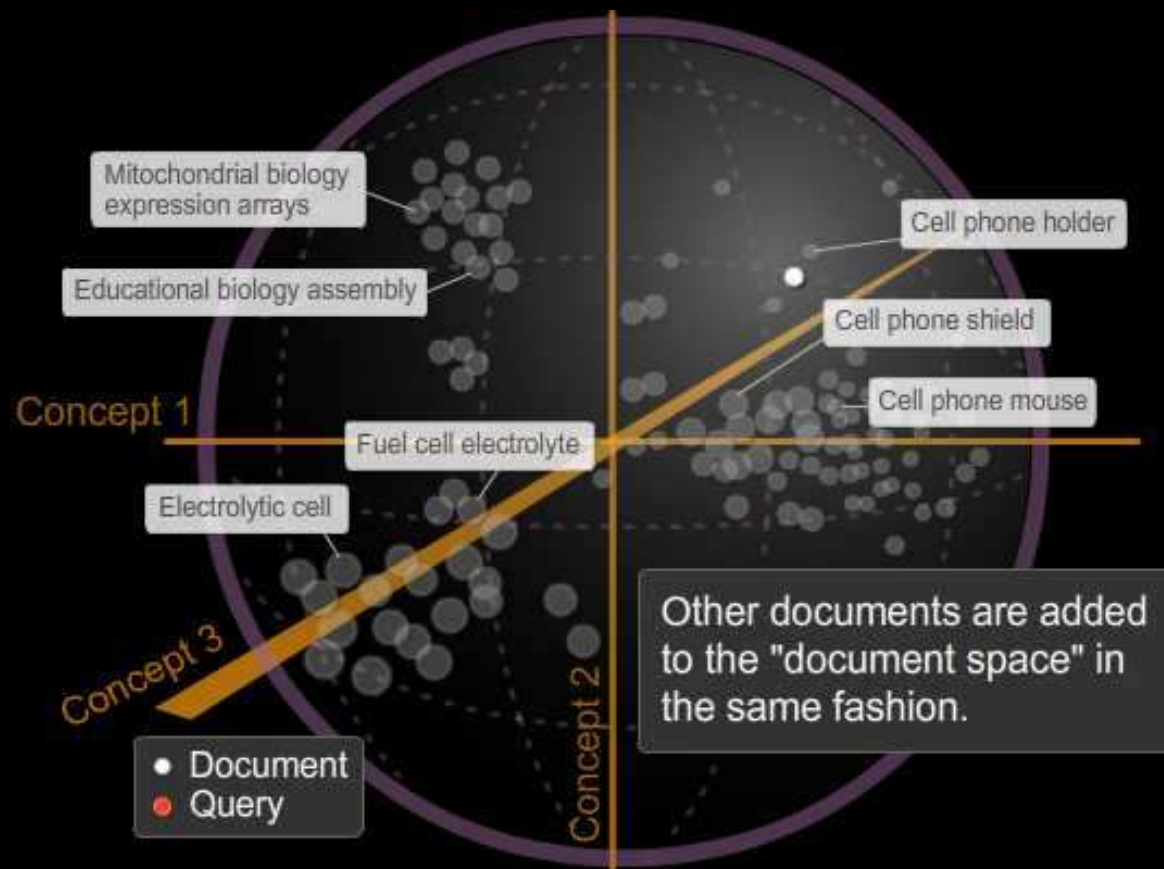 Mitochondrial biology
expression arrays
Cell phone holder
Educational biology assembly
Cell phone shield
Concept 1
Cell phone mouse
Fuel cell electrolyte
Electrolytic cell
Other documents are added
to the "document space" in
the same fashion.
Concept 3
Concept 2
Document
Query